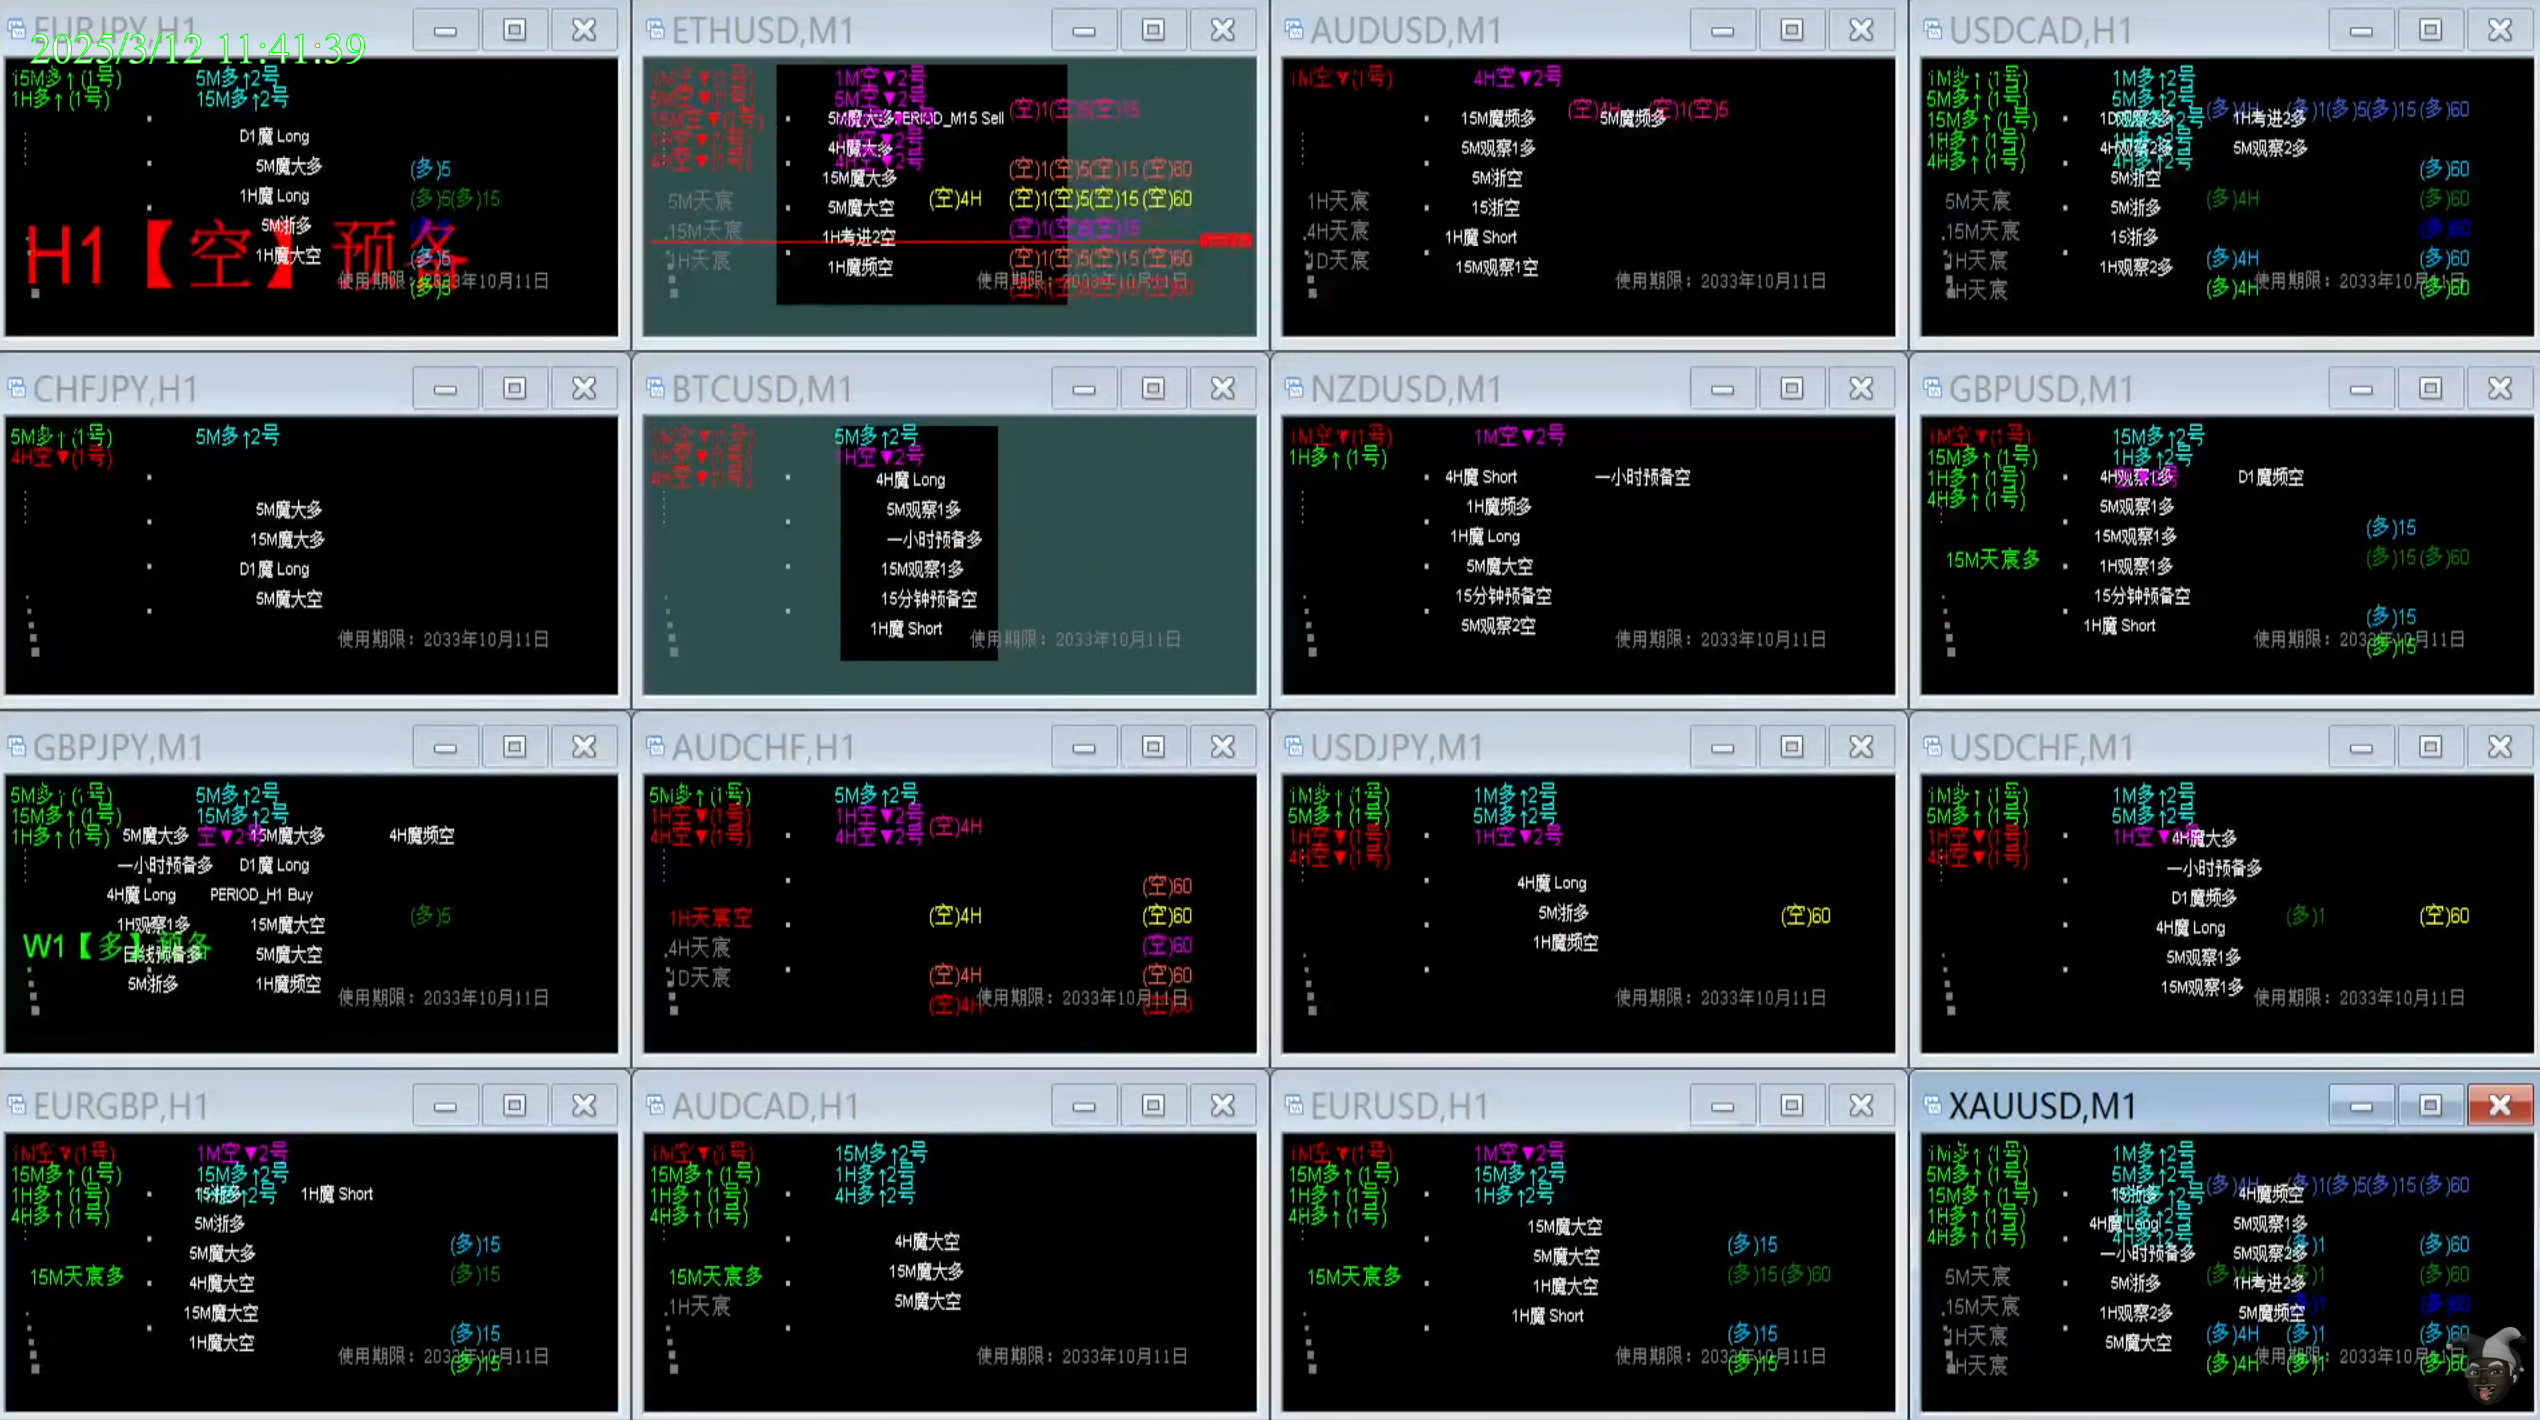 EURJPY,H1
2025/3/12 11:41:39
15M多↑(1号) 5M多↑2号
1H多↑(1号) 15M多↑2号
D1魔 Long
5M魔大多 (多)5
1H魔 Long (多)5(多)15
5M浙多
H1【空】预备
1H魔大空 (多)5
使用期限：2033年10月11日
(多)5
ETHUSD,M1
1M空▼(1号) 1M空▼2号
5M空▼(1号) 5M空▼2号
15M空▼(1号) 5M魔大多 PERIOD_M15 Sell (空)1(空)5(空)15
1H空▼(1号) 1H空▼2号
4H空▼(1号) 4H魔大多 4H空▼2号
(空)1(空)5(空)15(空)60
15M魔大多
5M天宸 5M魔大空 (空)4H (空)1(空)5(空)15(空)60
15M天宸 1H考进2空 (空)1(空)5(空)15
1H天宸 1H魔频空 (空)1(空)5(空)15(空)60
使用期限：2033年10月11日
AUDUSD,M1
1M空▼(1号) 4H空▼2号
(空)4H (空)1(空)5
15M魔频多 5M魔频多
5M观察1多
5M浙空
1H天宸 15浙空
4H天宸 1H魔 Short
1D天宸 15M观察1空
使用期限：2033年10月11日
USDCAD,H1
1M多↑(1号) 1M多↑2号
5M多↑(1号) 5M多↑2号
(多)4H (多)1(多)5(多)15(多)60
15M多↑(1号) 1D观察2多 1H考进2多
1H多↑(1号) 4H观察2多 5M观察2多
4H多↑(1号) 4H多↑2号 (多)60
5M浙空
5M天宸 5M浙多 (多)4H (多)60
15M天宸 15浙多 (多)60
1H天宸 1H观察2多 (多)4H (多)60
4H天宸 (多)4H (多)60
使用期限：2033年10月11日
CHFJPY,H1
5M多↑(1号) 5M多↑2号
4H空▼(1号)
5M魔大多
15M魔大多
D1魔 Long
5M魔大空
使用期限：2033年10月11日
BTCUSD,M1
1M空▼(1号) 5M多↑2号
1H空▼(1号) 1H空▼2号
4H空▼(1号) 4H魔 Long
5M观察1多
一小时预备多
15M观察1多
15分钟预备空
1H魔 Short
使用期限：2033年10月11日
NZDUSD,M1
1M空▼(1号) 1M空▼2号
1H多↑(1号)
4H魔 Short 一小时预备空
1H魔频多
1H魔 Long
5M魔大空
15分钟预备空
5M观察2空
使用期限：2033年10月11日
GBPUSD,M1
1M空▼(1号) 15M多↑2号
15M多↑(1号) 1H多↑2号
1H多↑(1号) 4H观察1多 D1魔频空
4H多↑(1号) 5M观察1多
15M观察1多 (多)15
15M天宸多 1H观察1多 (多)15(多)60
15分钟预备空 (多)15
1H魔 Short
使用期限：2033年10月11日
(多)15
GBPJPY,M1
5M多↑(1号) 5M多↑2号
15M多↑(1号) 15M多↑2号
1H多↑(1号) 5M魔大多 空▼2号 15M魔大多 4H魔频空
一小时预备多 D1魔 Long
4H魔 Long PERIOD_H1 Buy
1H观察1多 15M魔大空 (多)5
W1【多】预备
日线预备多 5M魔大空
5M浙多 1H魔频空
使用期限：2033年10月11日
AUDCHF,H1
5M多↑(1号) 5M多↑2号
1H空▼(1号) 1H空▼2号
4H空▼(1号) 4H空▼2号 (空)4H
(空)60
1H天宸空 (空)4H (空)60
4H天宸 (空)60
1D天宸 (空)4H (空)60
(空)4H (空)60
使用期限：2033年10月11日
USDJPY,M1
1M多↑(1号) 1M多↑2号
5M多↑(1号) 5M多↑2号
1H空▼(1号) 1H空▼2号
4H空▼(1号)
4H魔 Long
5M浙多 (空)60
1H魔频空
使用期限：2033年10月11日
USDCHF,M1
1M多↑(1号) 1M多↑2号
5M多↑(1号) 5M多↑2号
1H空▼(1号) 1H空▼ 4H魔大多
4H空▼(1号) 一小时预备多
D1魔频多
4H魔 Long (多)1 (空)60
5M观察1多
15M观察1多
使用期限：2033年10月11日
EURGBP,H1
1M空▼(1号) 1M空▼2号
15M多↑(1号) 15M多↑2号
1H多↑(1号) 15浙多 1H魔 Short
4H多↑(1号) 5M浙多
5M魔大多 (多)15
15M天宸多 4H魔大空 (多)15
15M魔大空
1H魔大空 (多)15
使用期限：2033年10月11日
(多)15
AUDCAD,H1
1M空▼(1号) 15M多↑2号
15M多↑(1号) 1H多↑2号
1H多↑(1号) 4H多↑2号
4H多↑(1号)
4H魔大空
15M天宸多 15M魔大多
1H天宸 5M魔大空
使用期限：2033年10月11日
EURUSD,H1
1M空▼(1号) 1M空▼2号
15M多↑(1号) 15M多↑2号
1H多↑(1号) 1H多↑2号
4H多↑(1号) 15M魔大空
5M魔大空 (多)15
15M天宸多 1H魔大空 (多)15(多)60
1H魔 Short (多)15
使用期限：2033年10月11日
(多)15
XAUUSD,M1
1M多↑(1号) 1M多↑2号
5M多↑(1号) 5M多↑2号
(多)4H (多)1(多)5(多)15(多)60
15M多↑(1号) 15浙多 4H魔频空
1H多↑(1号) 4H魔 Long 5M观察1多
4H多↑(1号) 4H多↑2号 (多)1 (多)60
一小时预备多 5M观察2多
5M天宸 5M浙多 (多)4H 1H考进2多 (多)1 (多)60
15M天宸 1H观察2多 5M魔频空 (多)1 (多)60
1H天宸 5M魔大空 (多)4H (多)1 (多)60
4H天宸 (多)4H (多)1 (多)60
使用期限：2033年10月11日